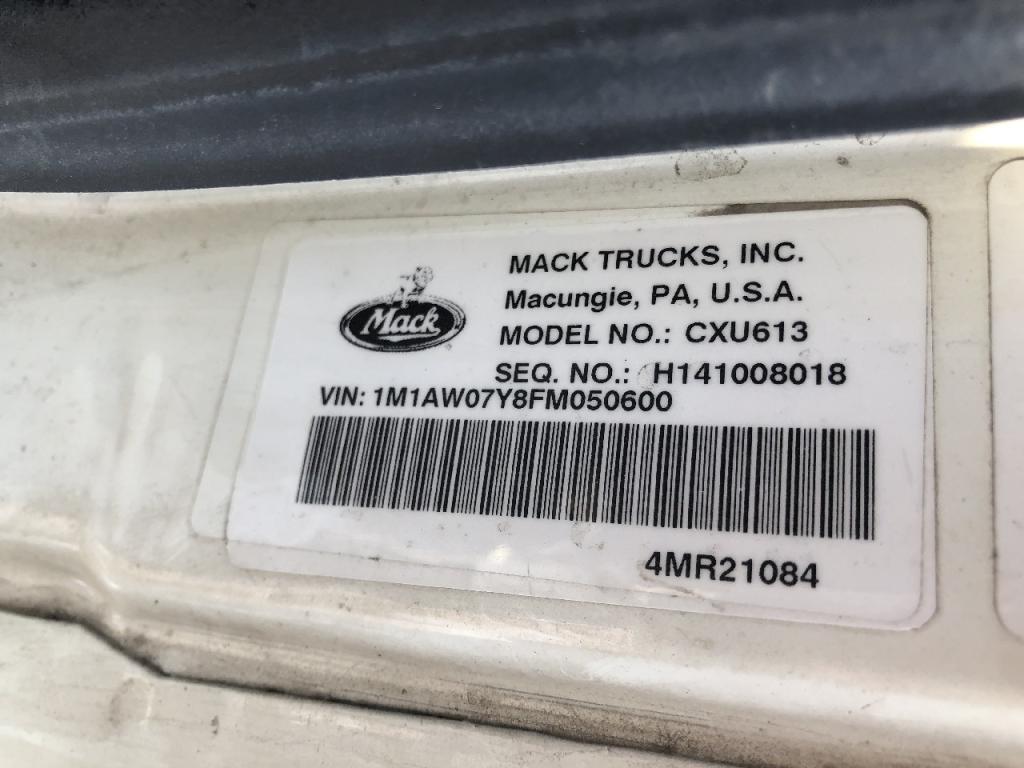 Mack
MACK TRUCKS, INC.
Macungie, PA, U.S.A.
MODEL NO.: CXU613
SEQ. NO.: H141008018
VIN: 1M1AW07Y8FM050600
4MR21084